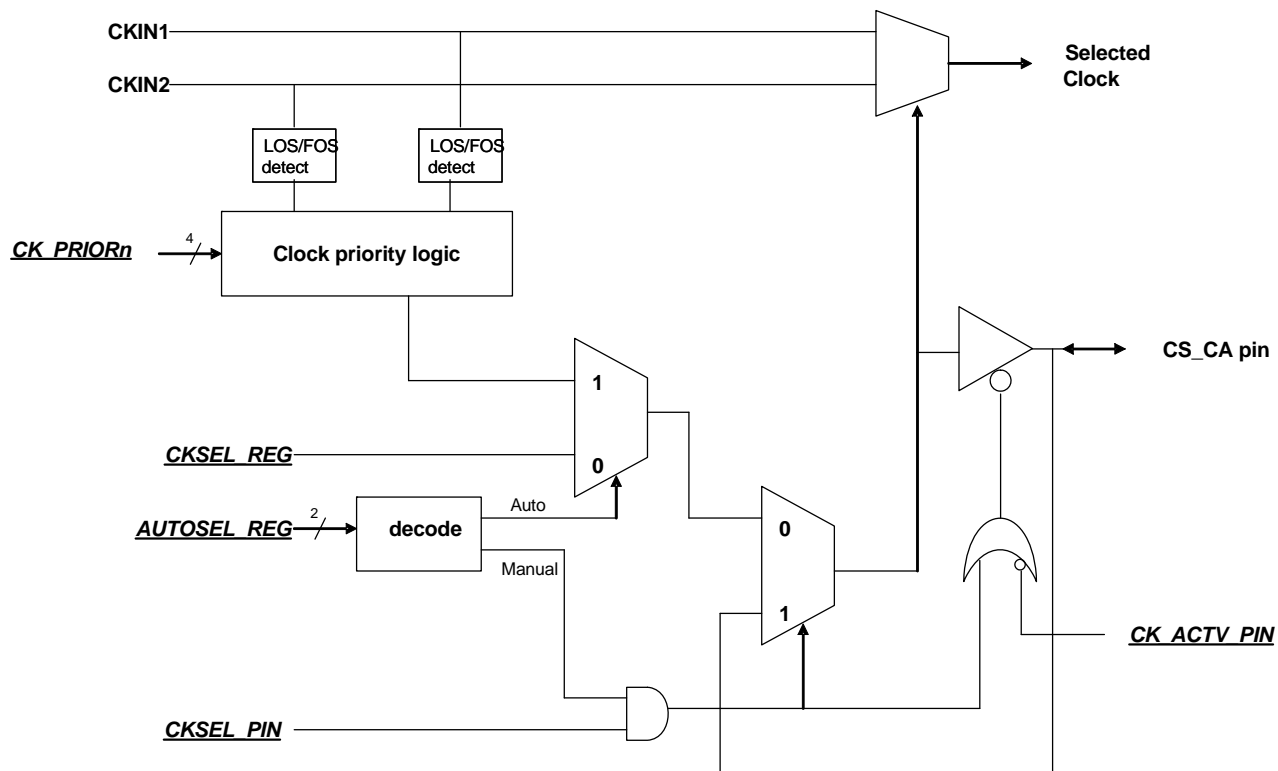 CKIN1
Selected
Clock
CKIN2
LOS/FOS
detect
LOS/FOS
detect
CK_PRIORn
4
Clock priority logic
CS_CA pin
1
CKSEL_REG
0
AUTOSEL_REG
2
decode
Auto
Manual
0
1
CK_ACTV_PIN
CKSEL_PIN